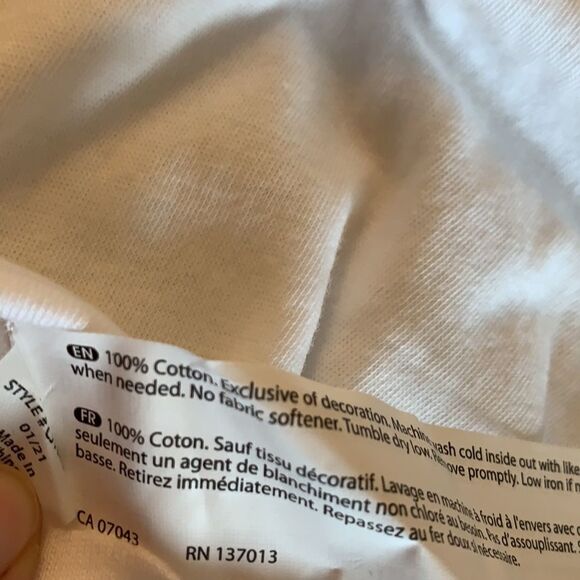 EN 100% Cotton. Exclusive of decoration. Machine wash cold inside out with like
when needed. No fabric softener. Tumble dry low. Remove promptly. Low iron if
FR 100% Coton. Sauf tissu décoratif. Lavage en machine à froid à l'envers avec
seulement un agent de blanchiment non chloré au besoin. Pas d'assouplissant.
basse. Retirez immédiatement. Repassez au fer doux si nécessaire.
CA 07043
RN 137013
STYLE #
01/21
Made In